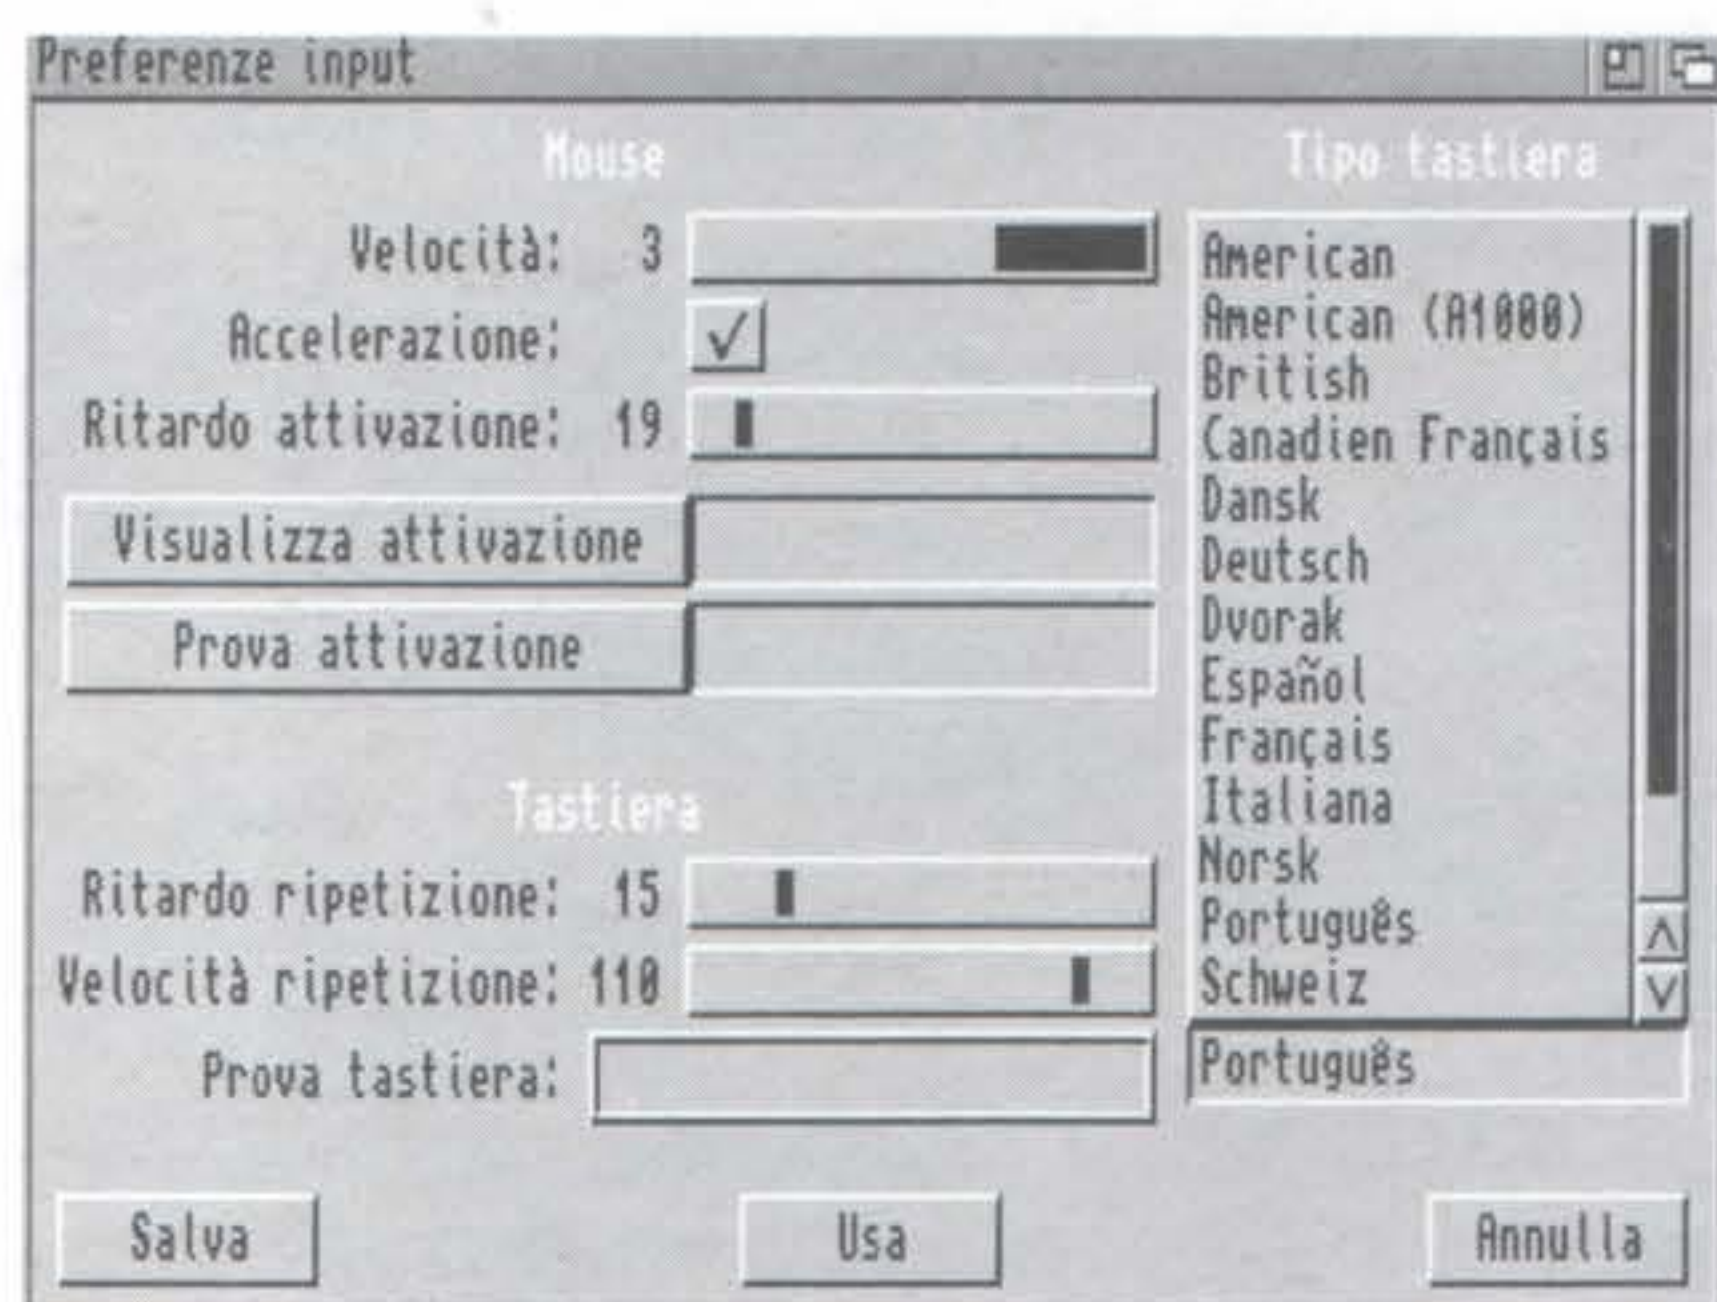 Preferenze input
Mouse
Velocità: 3
Accelerazione:
Ritardo attivazione: 19
Visualizza attivazione
Prova attivazione
Tastiera
Ritardo ripetizione: 15
Velocità ripetizione: 110
Prova tastiera:
Tipo tastiera
American
American (A1000)
British
Canadien Français
Dansk
Deutsch
Dvorak
Español
Français
Italiana
Norsk
Português
Schweiz
Português
Salva
Usa
Annulla